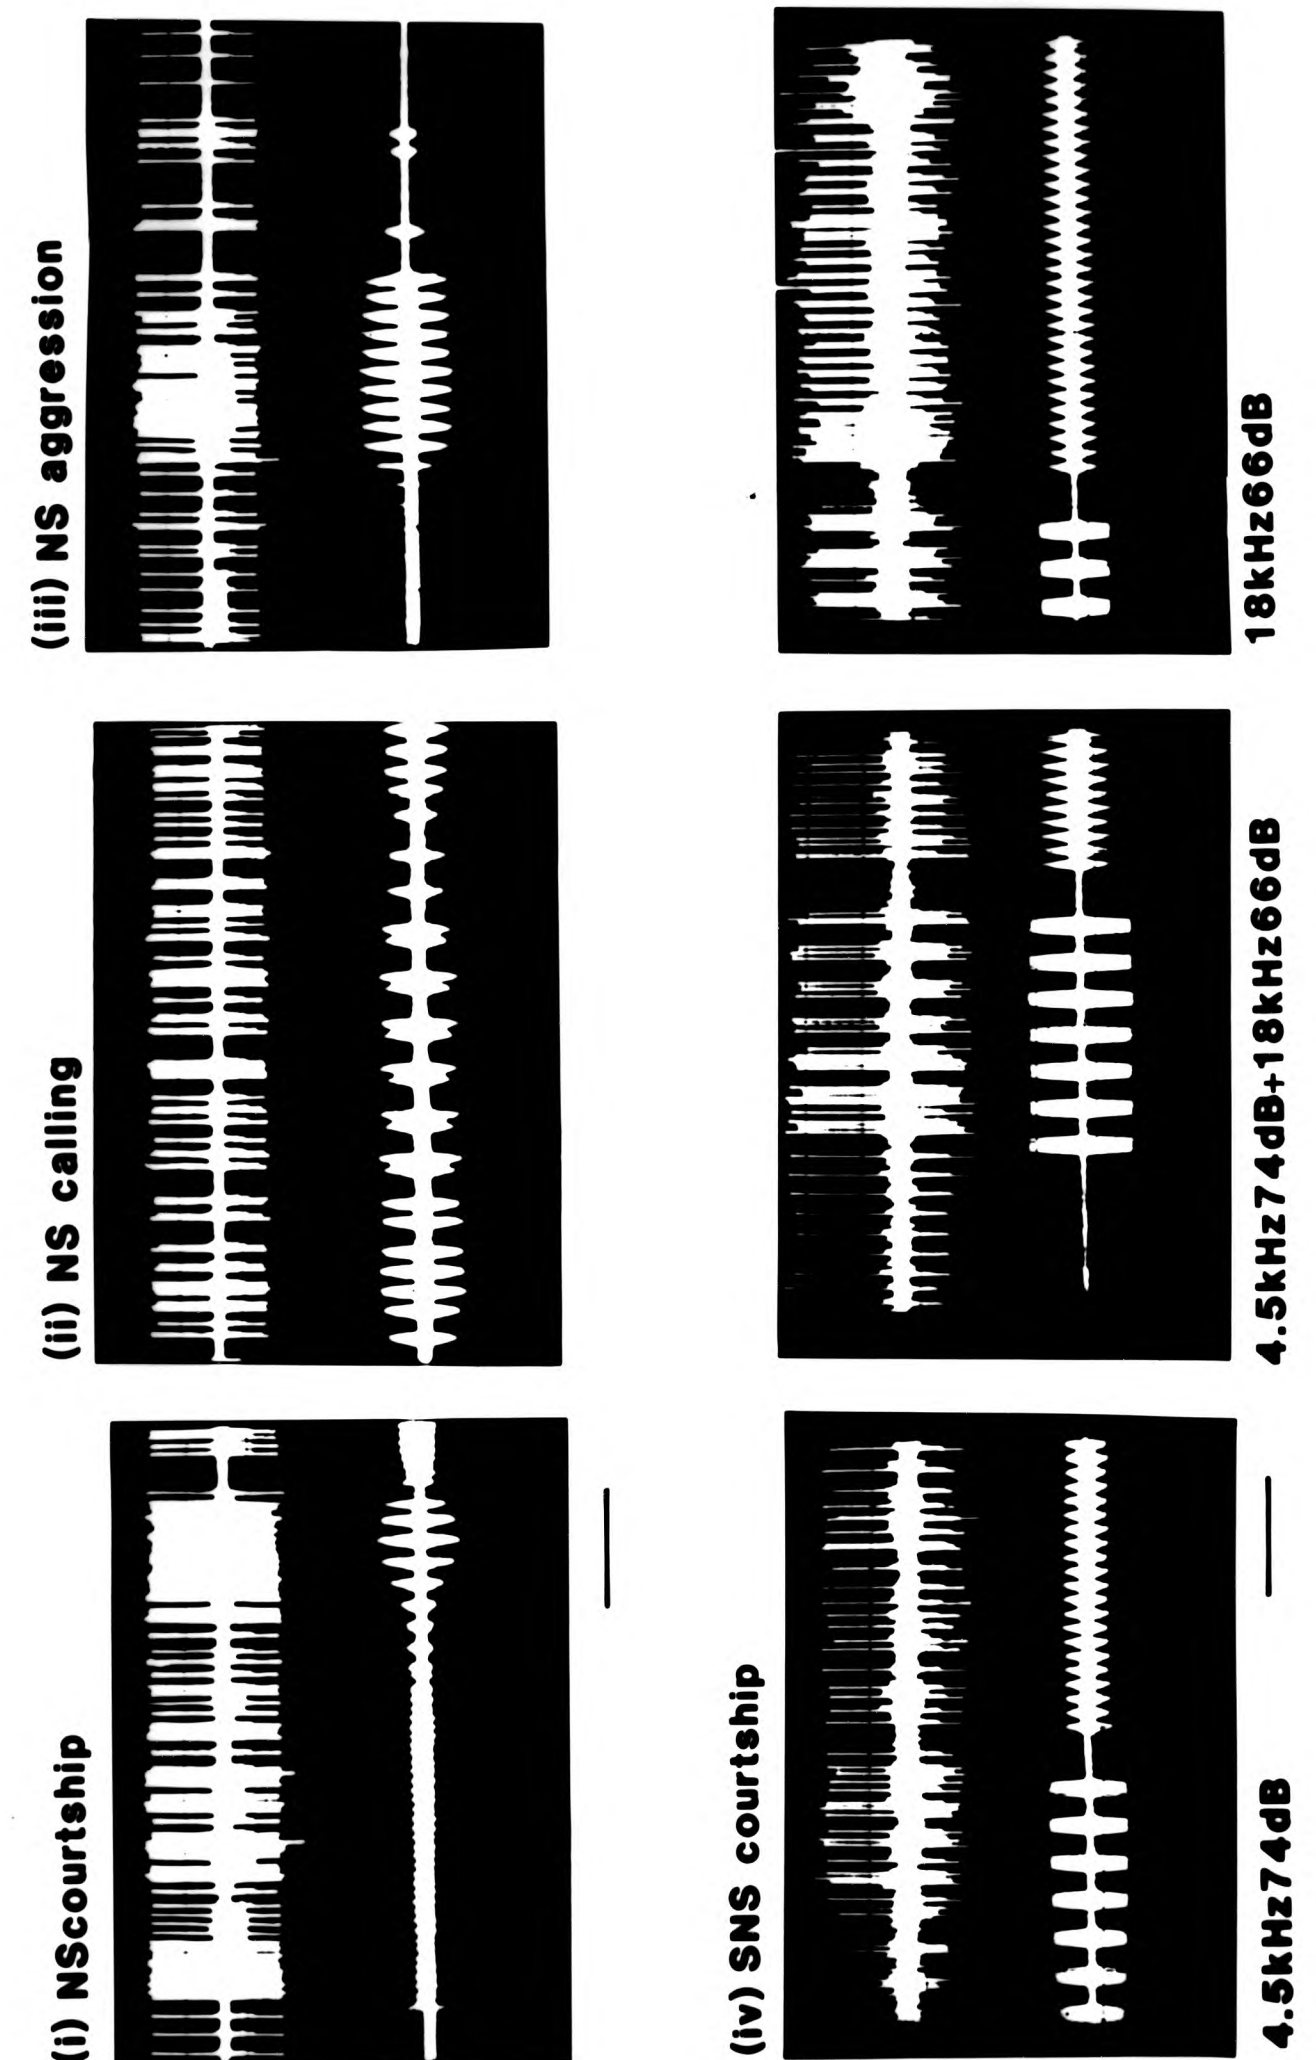 (i) NScourtship
(ii) NS calling
(iii) NS aggression
(iv) SNS courtship
4.5kHz74dB
4.5kHz74dB+18kHz66dB
18kHz66dB